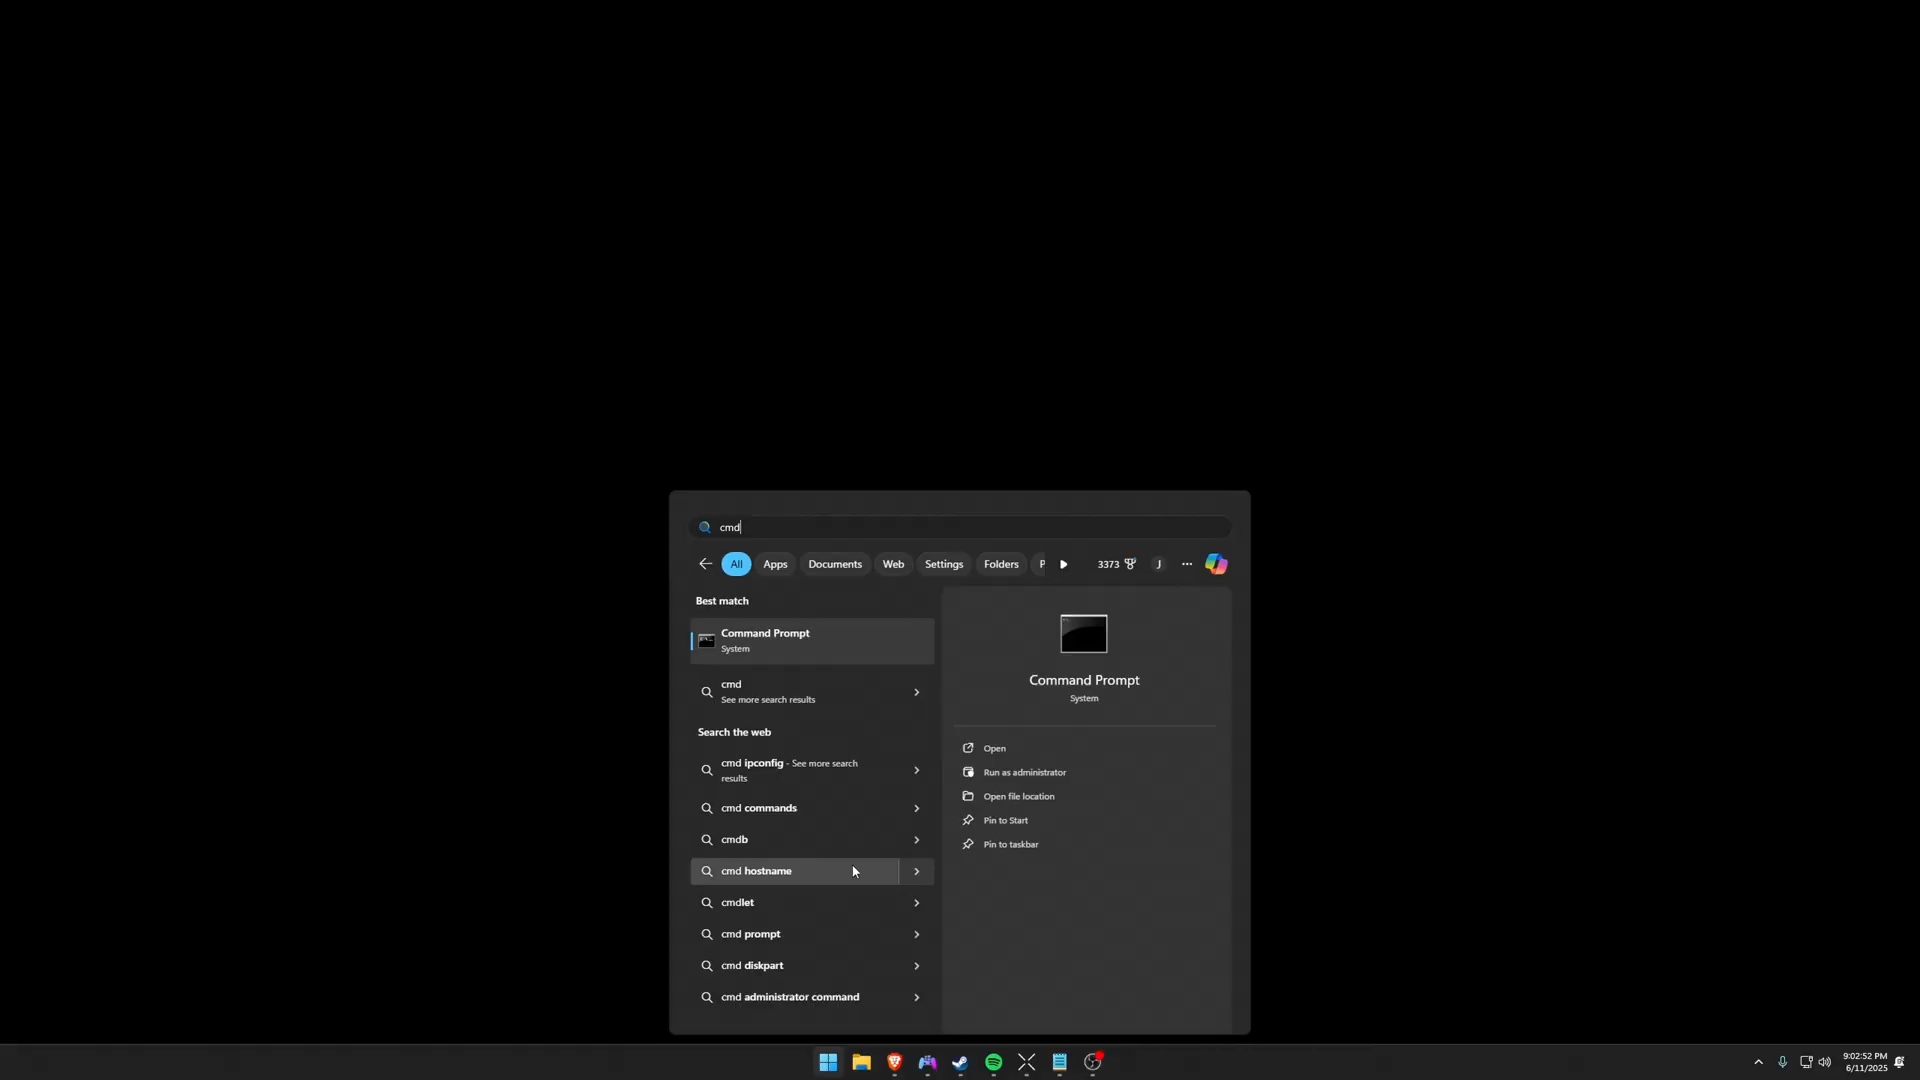 cmd
All Apps Documents Web Settings Folders P 3373 J
Best match
Command Prompt
System
cmd
See more search results
Search the web
cmd ipconfig - See more search
results
cmd commands
cmdb
cmd hostname
cmdlet
cmd prompt
cmd diskpart
cmd administrator command
Command Prompt
System
Open
Run as administrator
Open file location
Pin to Start
Pin to taskbar
9:02:52 PM
6/11/2025